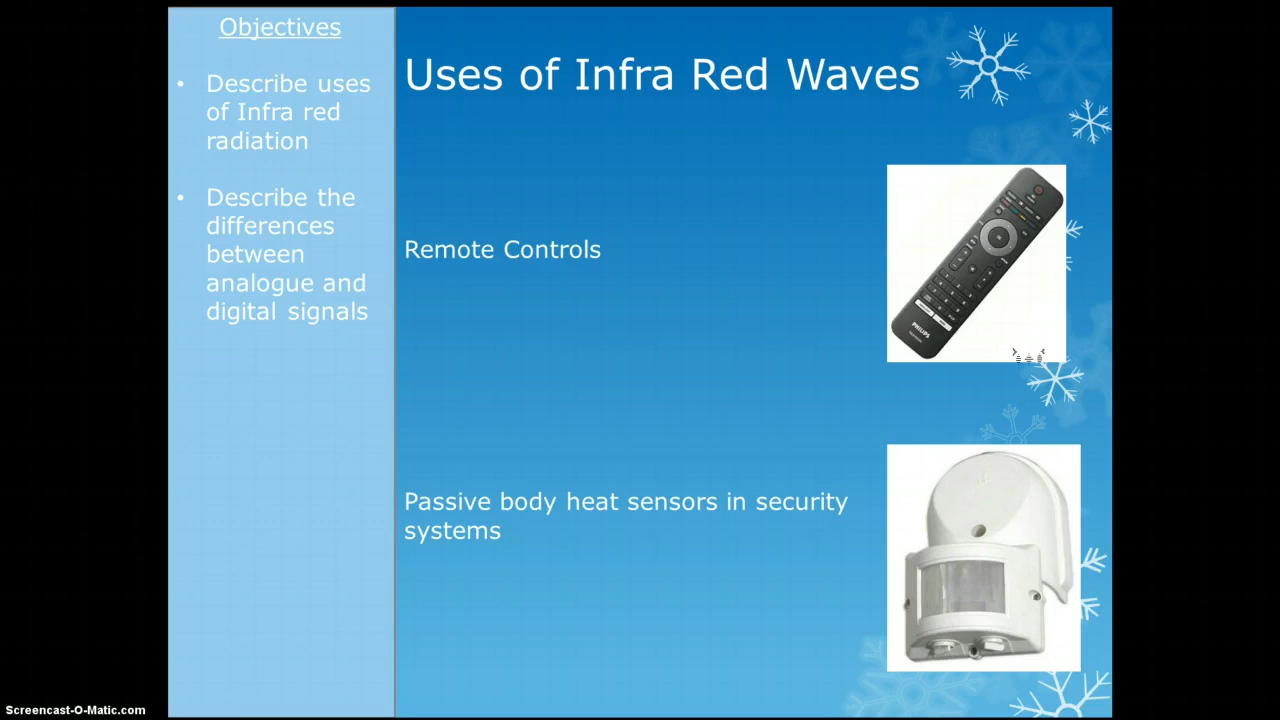 Objectives
• Describe uses
of Infra red
radiation
• Describe the
differences
between
analogue and
digital signals
Uses of Infra Red Waves
Remote Controls
PHILIPS
Passive body heat sensors in security
systems
Screencast-O-Matic.com